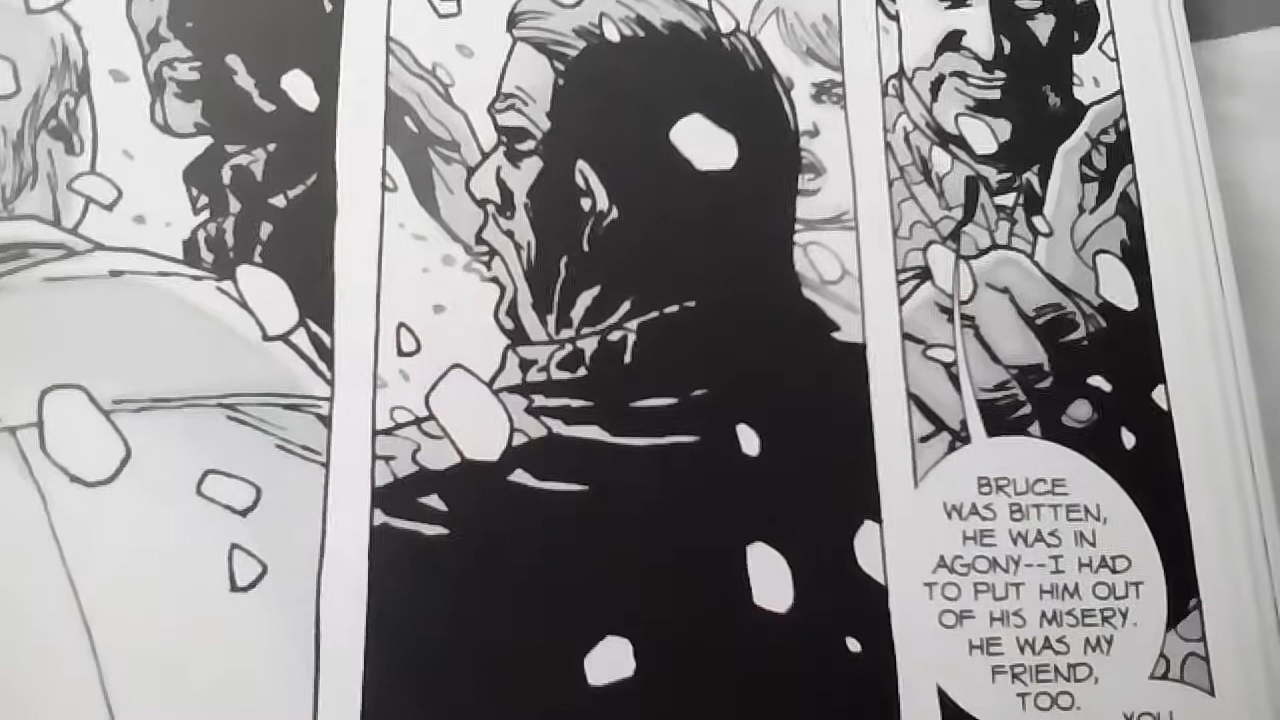 BRUCE
WAS BITTEN,
HE WAS IN
AGONY--I HAD
TO PUT HIM OUT
OF HIS MISERY.
HE WAS MY
FRIEND,
TOO.
YOU